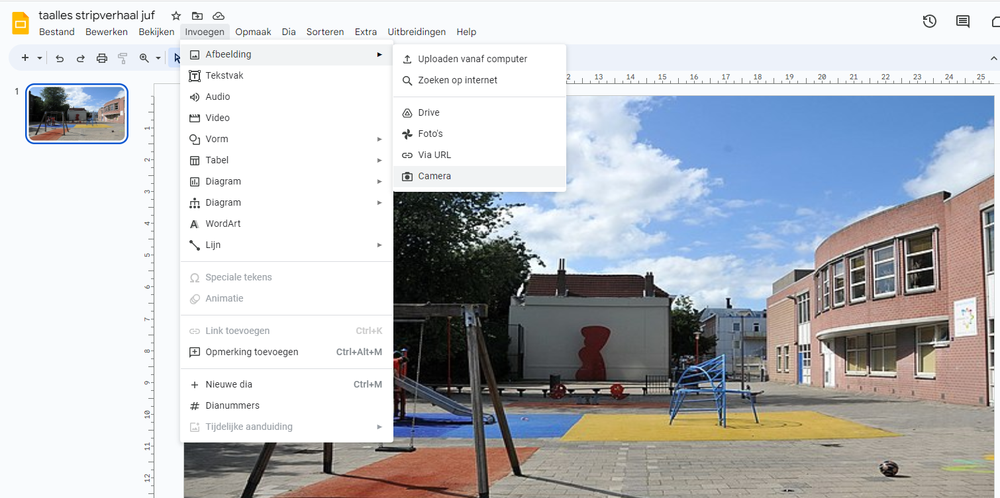 taalles stripverhaal juf
Bestand Bewerken Bekijken Invoegen Opmaak Dia Sorteren Extra Uitbreidingen Help
Afbeelding
Tekstvak
Audio
Video
Vorm
Tabel
Diagram
Diagram
WordArt
Lijn
Speciale tekens
Animatie
Link toevoegen Ctrl+K
Opmerking toevoegen Ctrl+Alt+M
Nieuwe dia Ctrl+M
Dianummers
Tijdelijke aanduiding
Uploaden vanaf computer
Zoeken op internet
Drive
Foto's
Via URL
Camera
1
2 13 14 15 16 17 18 19 20 21 22 23 24 25
1
2
3
4
5
6
7
8
9
10
11
12